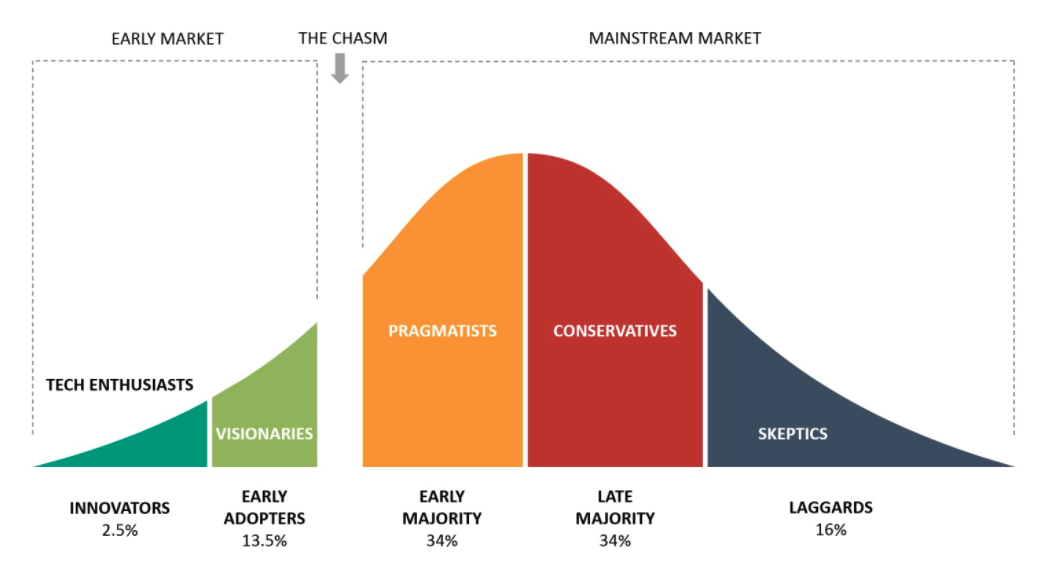 EARLY MARKET
THE CHASM
MAINSTREAM MARKET
PRAGMATISTS
CONSERVATIVES
TECH ENTHUSIASTS
VISIONARIES
SKEPTICS
INNOVATORS
2.5%
EARLY
ADOPTERS
13.5%
EARLY
MAJORITY
34%
LATE
MAJORITY
34%
LAGGARDS
16%